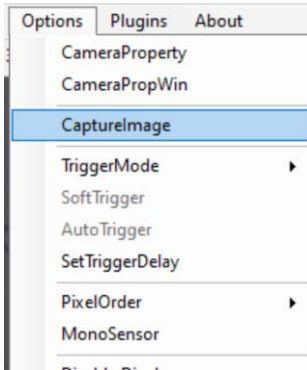 Options Plugins About
CameraProperty
CameraPropWin
CaptureImage
TriggerMode
SoftTrigger
AutoTrigger
SetTriggerDelay
PixelOrder
MonoSensor